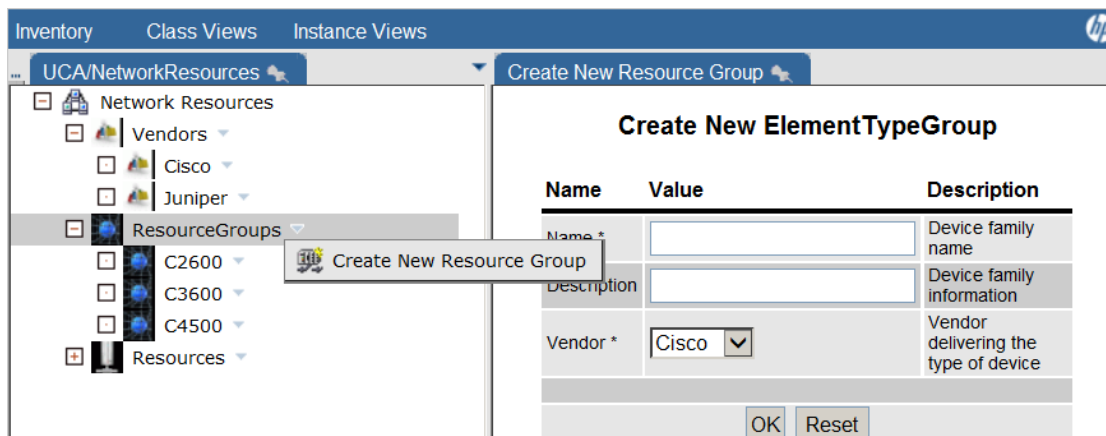 Inventory Class Views Instance Views
hp
... UCA/NetworkResources
Create New Resource Group
Network Resources
Vendors
Cisco
Juniper
ResourceGroups
Create New Resource Group
C2600
C3600
C4500
Resources
Create New ElementTypeGroup
Name Value Description
Name * Device family
name
Description Device family
information
Vendor * Cisco Vendor
delivering the
type of device
OK Reset